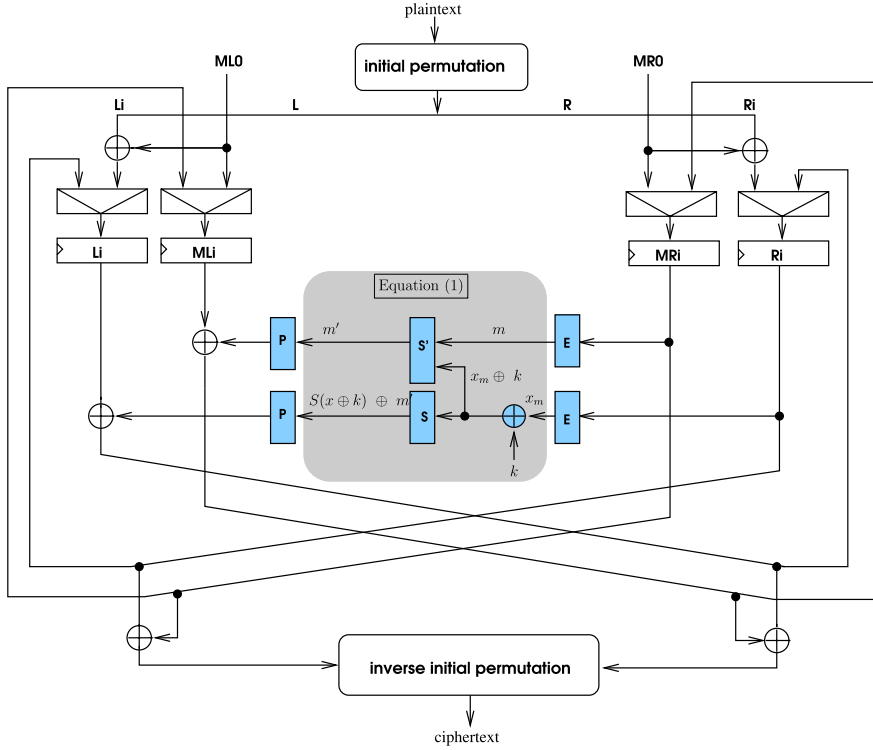 plaintext
initial permutation
ML0
MR0
Li
L
R
Ri
Li
MLi
MRi
Ri
Equation (1)
P
m′
S'
m
E
x_m ⊕ k
P
S(x ⊕ k) ⊕ m′
S
x_m
E
k
inverse initial permutation
ciphertext